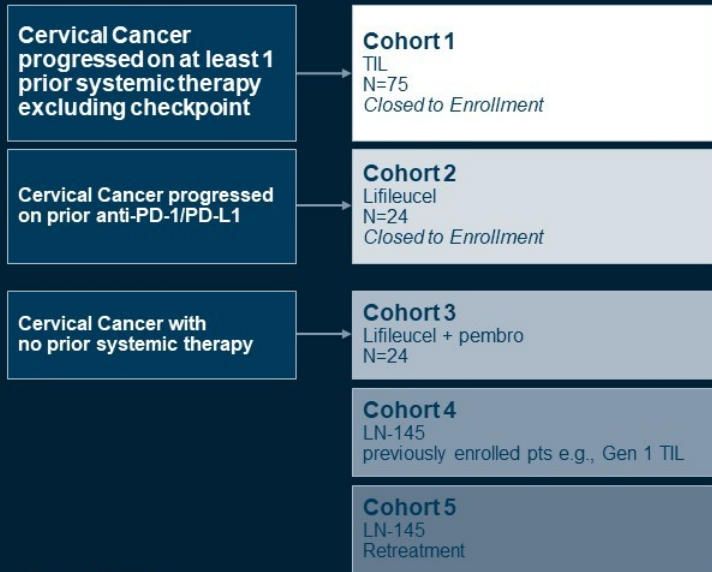 Cervical Cancer
progressed on at least 1
prior systemic therapy
excluding checkpoint
Cohort 1
TIL
N=75
Closed to Enrollment
Cervical Cancer progressed
on prior anti-PD-1/PD-L1
Cohort 2
Lifileucel
N=24
Closed to Enrollment
Cervical Cancer with
no prior systemic therapy
Cohort 3
Lifileucel + pembro
N=24
Cohort 4
LN-145
previously enrolled pts e.g., Gen 1 TIL
Cohort 5
LN-145
Retreatment